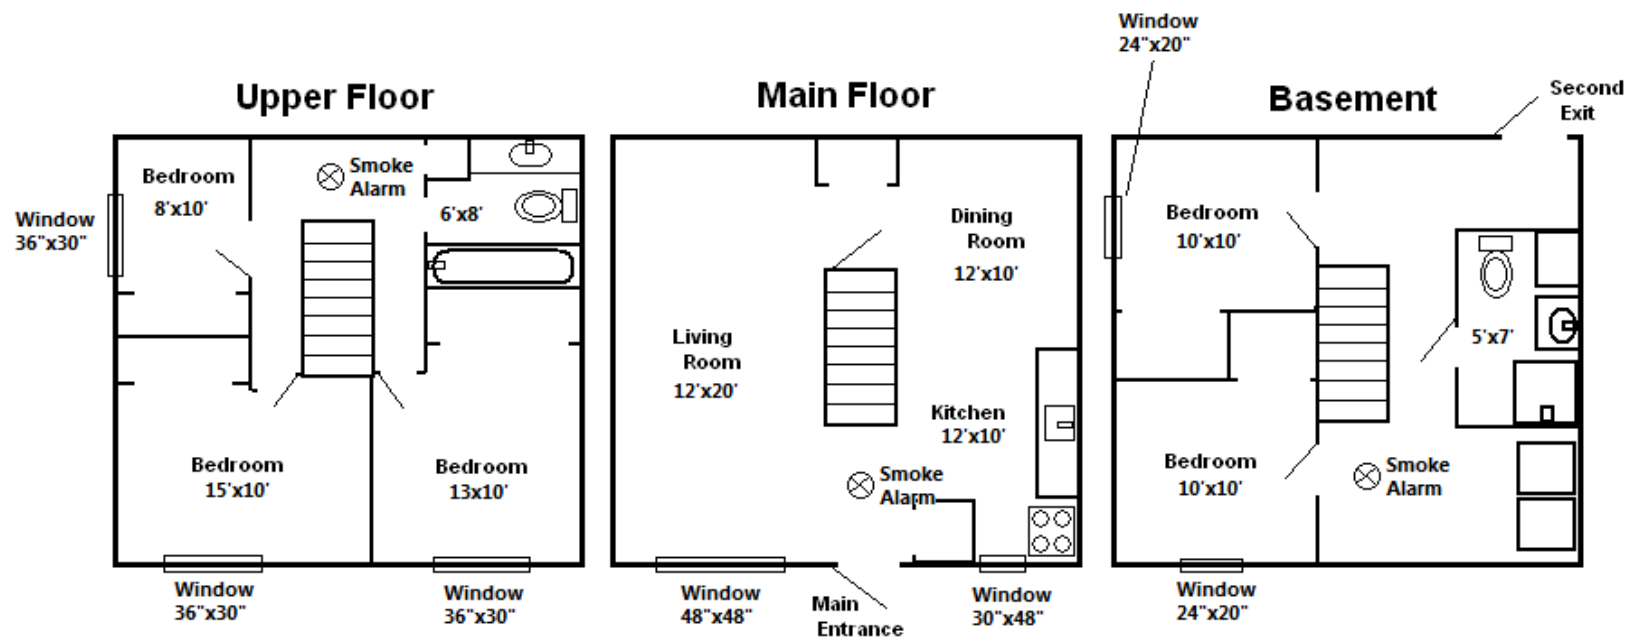 Upper Floor
Bedroom
8'x10'
Smoke
Alarm
6'x8'
Window
36"x30"
Bedroom
15'x10'
Bedroom
13x10'
Window
36"x30"
Window
36"x30"
Main Floor
Dining
Room
12'x10'
Living
Room
12'x20'
Kitchen
12'x10'
Smoke
Alarm
Window
48"x48"
Main
Entrance
Window
30"x48"
Window
24"x20"
Basement
Second
Exit
Bedroom
10'x10'
5'x7'
Bedroom
10'x10'
Smoke
Alarm
Window
24"x20"